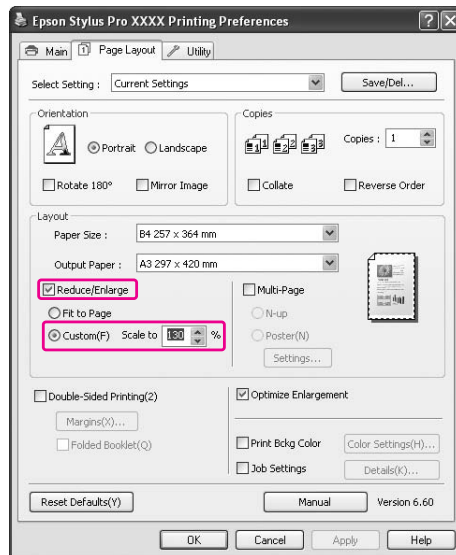 Epson Stylus Pro XXXX Printing Preferences
Main Page Layout Utility
Select Setting : Current Settings Save/Del...
Orientation
Portrait Landscape
Rotate 180° Mirror Image
Copies
Copies : 1
Collate Reverse Order
Layout
Paper Size : B4 257 x 364 mm
Output Paper : A3 297 x 420 mm
Reduce/Enlarge
Fit to Page
Custom(F) Scale to 130 %
Multi-Page
N-up
Poster(N)
Settings...
Double-Sided Printing(2)
Margins(X)...
Folded Booklet(Q)
Optimize Enlargement
Print Bckg Color Color Settings(H)...
Job Settings Details(K)...
Reset Defaults(Y) Manual Version 6.60
OK Cancel Apply Help